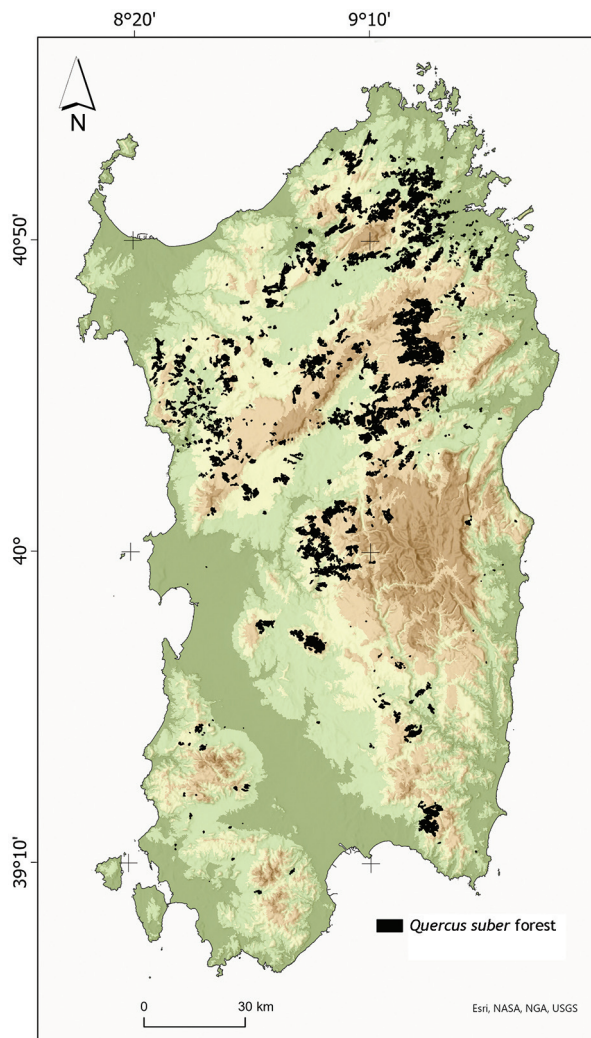 8°20' 9°10'
N
40°50'
40°
39°10'
Quercus suber forest
0 30 km
Esri, NASA, NGA, USGS